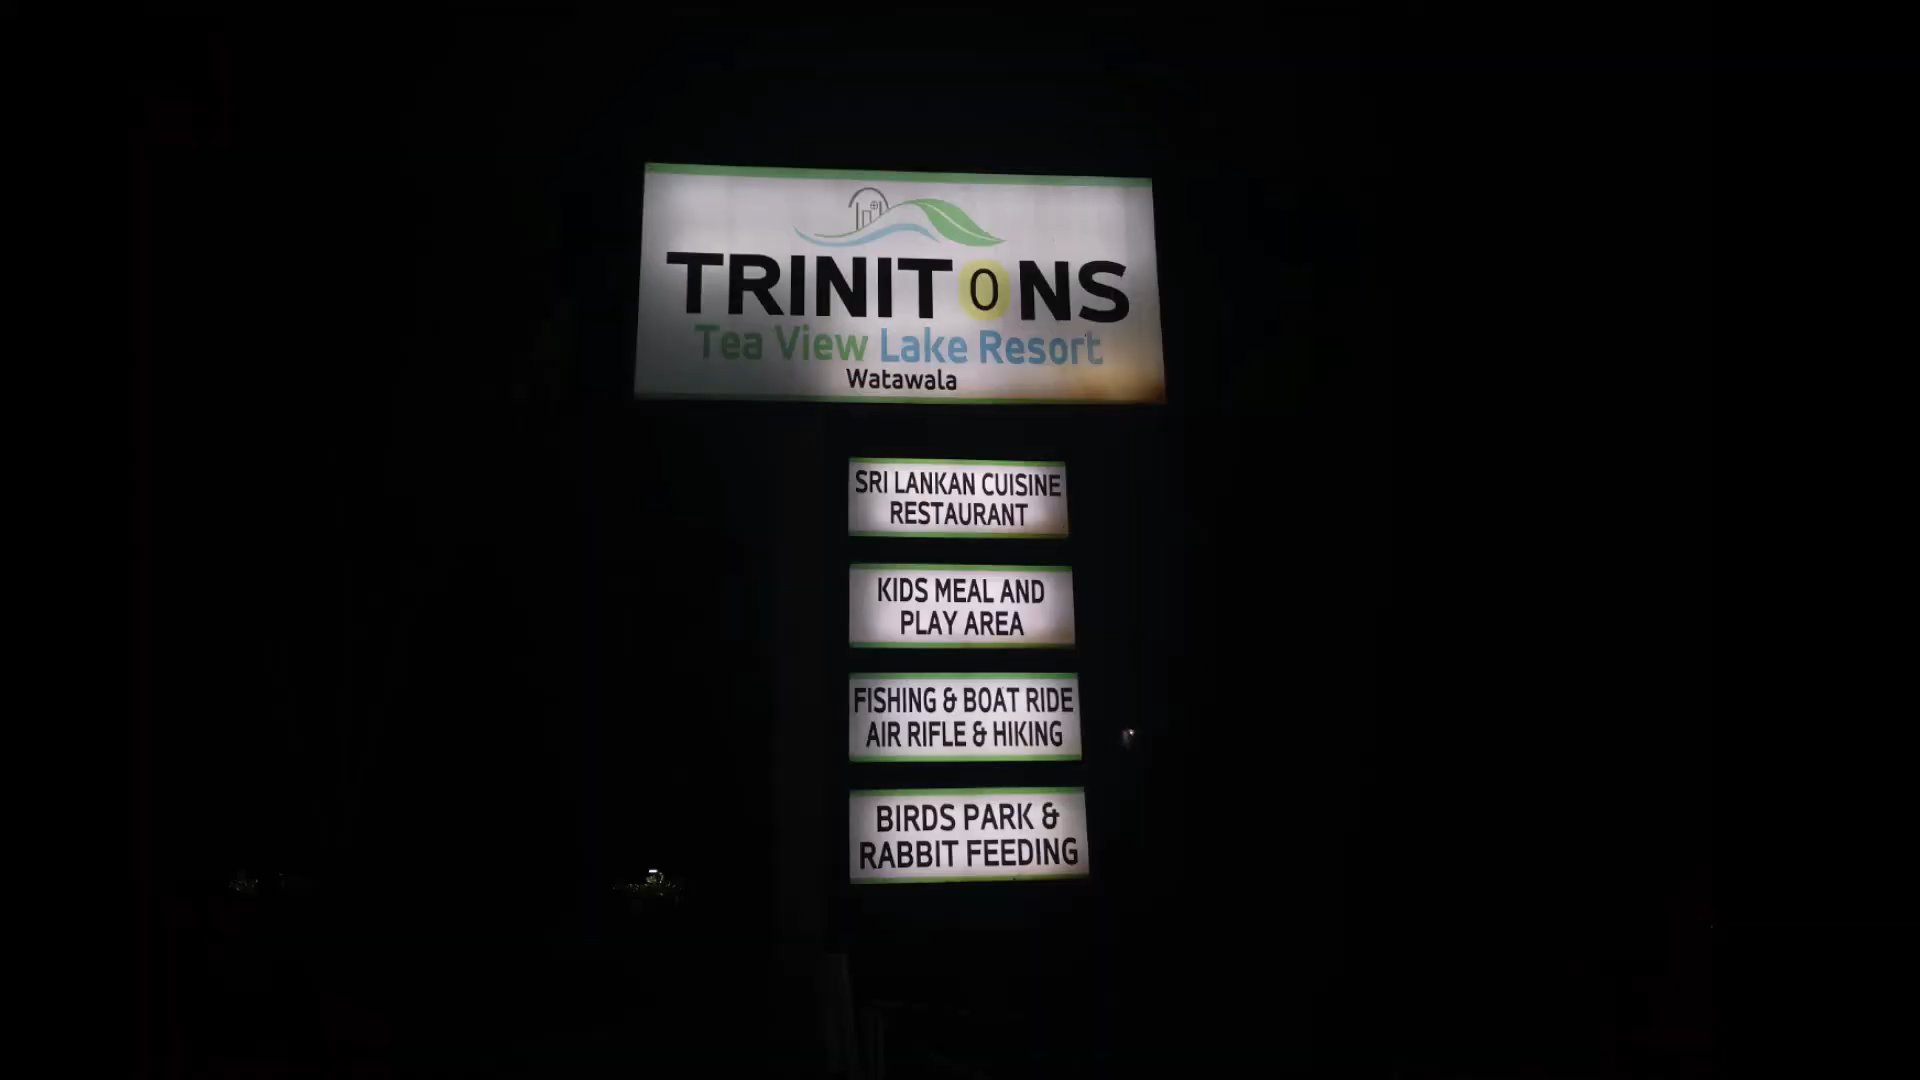 TRINITONS
Tea View Lake Resort
Watawala
SRI LANKAN CUISINE
RESTAURANT
KIDS MEAL AND
PLAY AREA
FISHING & BOAT RIDE
AIR RIFLE & HIKING
BIRDS PARK &
RABBIT FEEDING